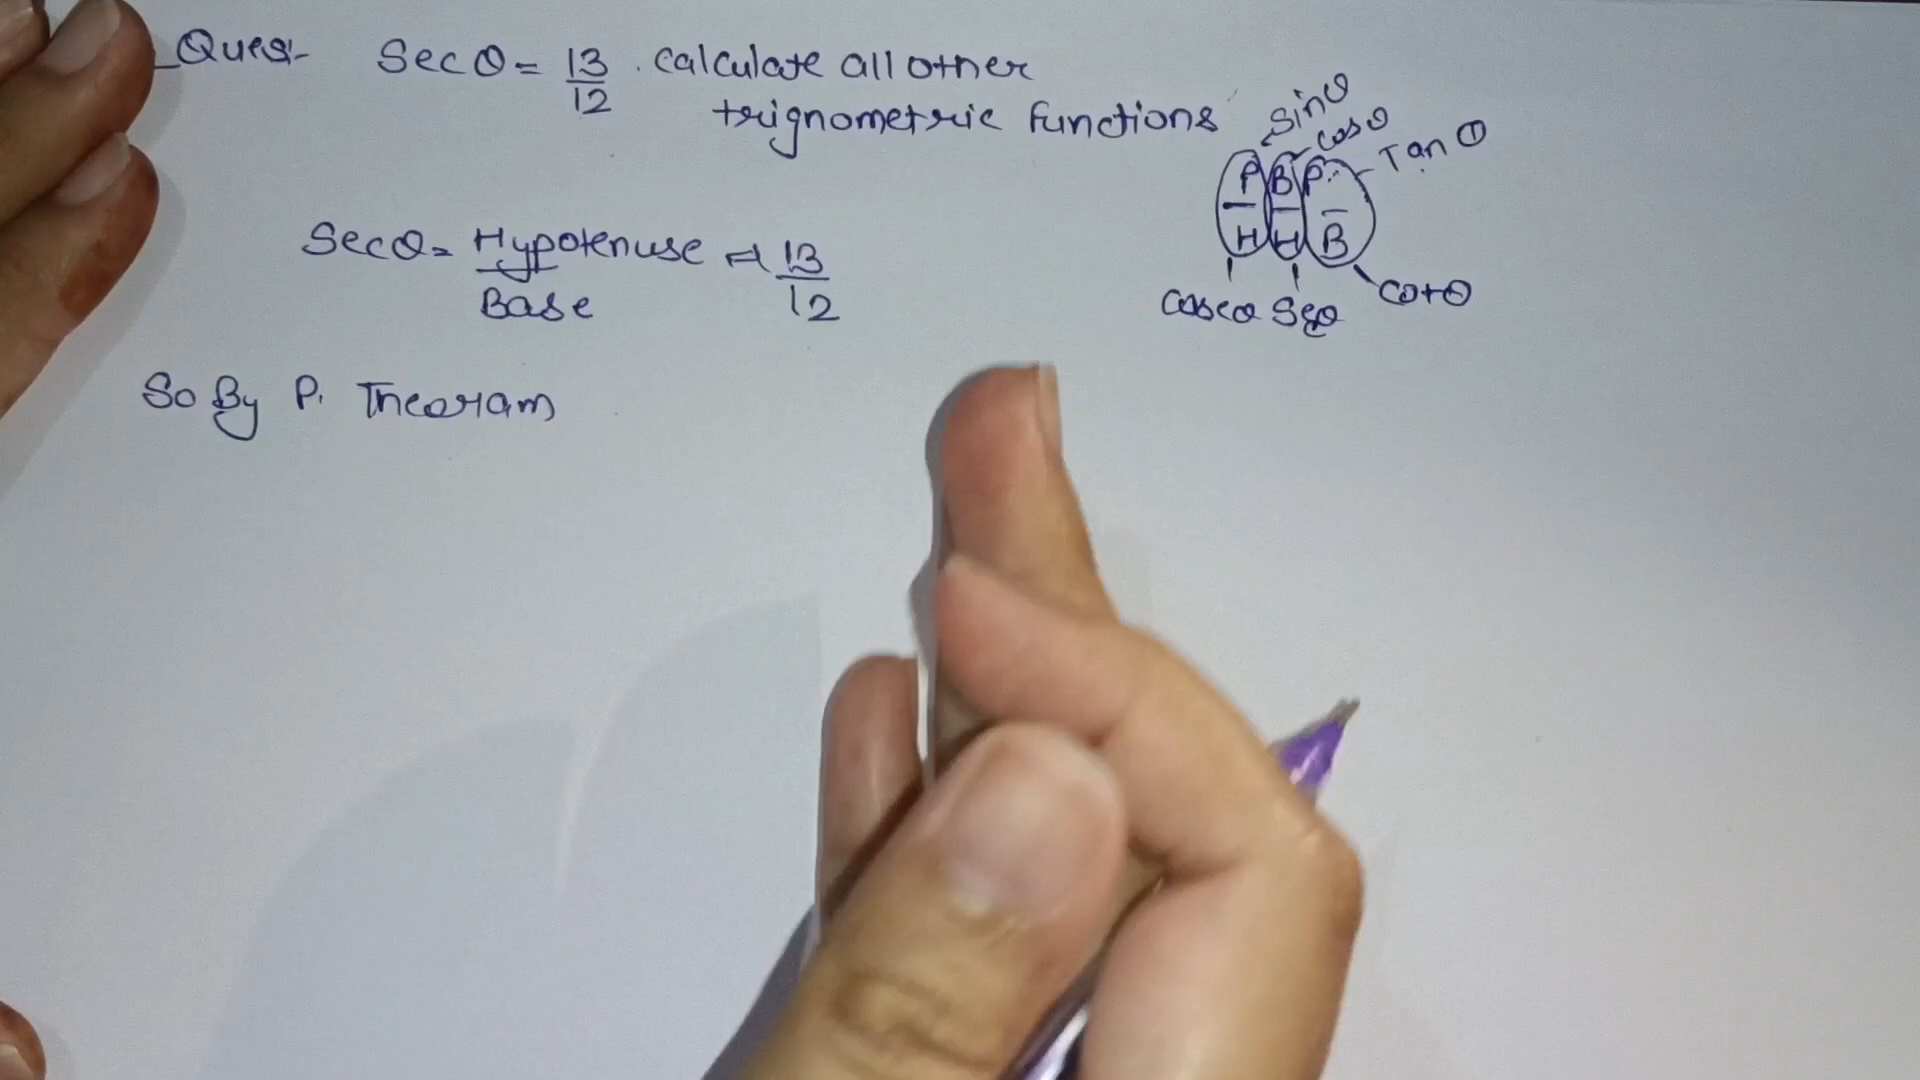 Ques:- Sec θ = 13/12 . calculate all other
trignometric functions
Sinθ
Cosθ
Tan θ
P B P
H H B
Cosecθ Secθ Cotθ
Secθ = Hypotenuse/Base ⇒ 13/12
So By P. Theoram